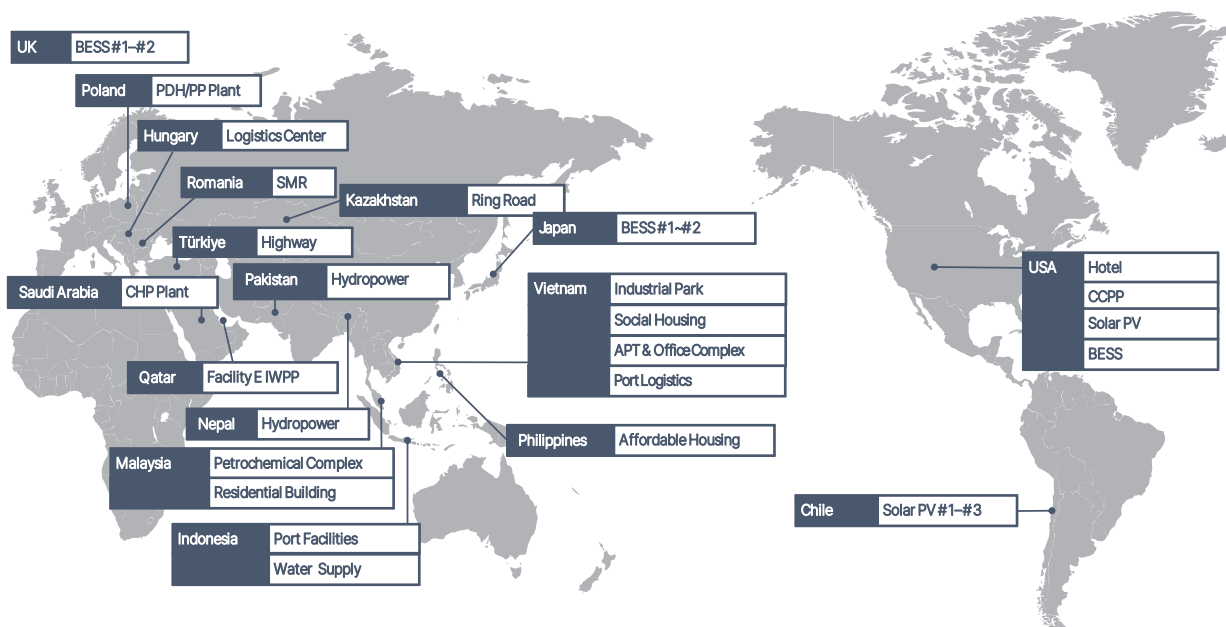 UK
BESS #1–#2
Poland
PDH/PP Plant
Hungary
Logistics Center
Romania
SMR
Kazakhstan
Ring Road
Japan
BESS #1~#2
Türkiye
Highway
Pakistan
Hydropower
Saudi Arabia
CHP Plant
Vietnam
Industrial Park
Social Housing
APT & Office Complex
Port Logistics
USA
Hotel
CCPP
Solar PV
BESS
Qatar
Facility E IWPP
Nepal
Hydropower
Philippines
Affordable Housing
Malaysia
Petrochemical Complex
Residential Building
Chile
Solar PV #1–#3
Indonesia
Port Facilities
Water Supply